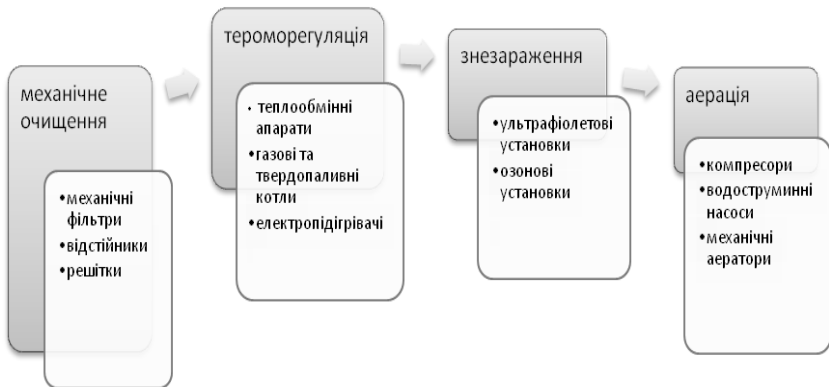 механічне
очищення
•механічні
фільтри
•відстійники
•решітки
тероморегуляція
• теплообмінні
апарати
•газові та
твердопаливні
котли
•електропідігрівачі
знезараження
•ультрафіолетові
установки
•озонові
установки
аерація
•компресори
•водоструминні
насоси
•механічні
аератори